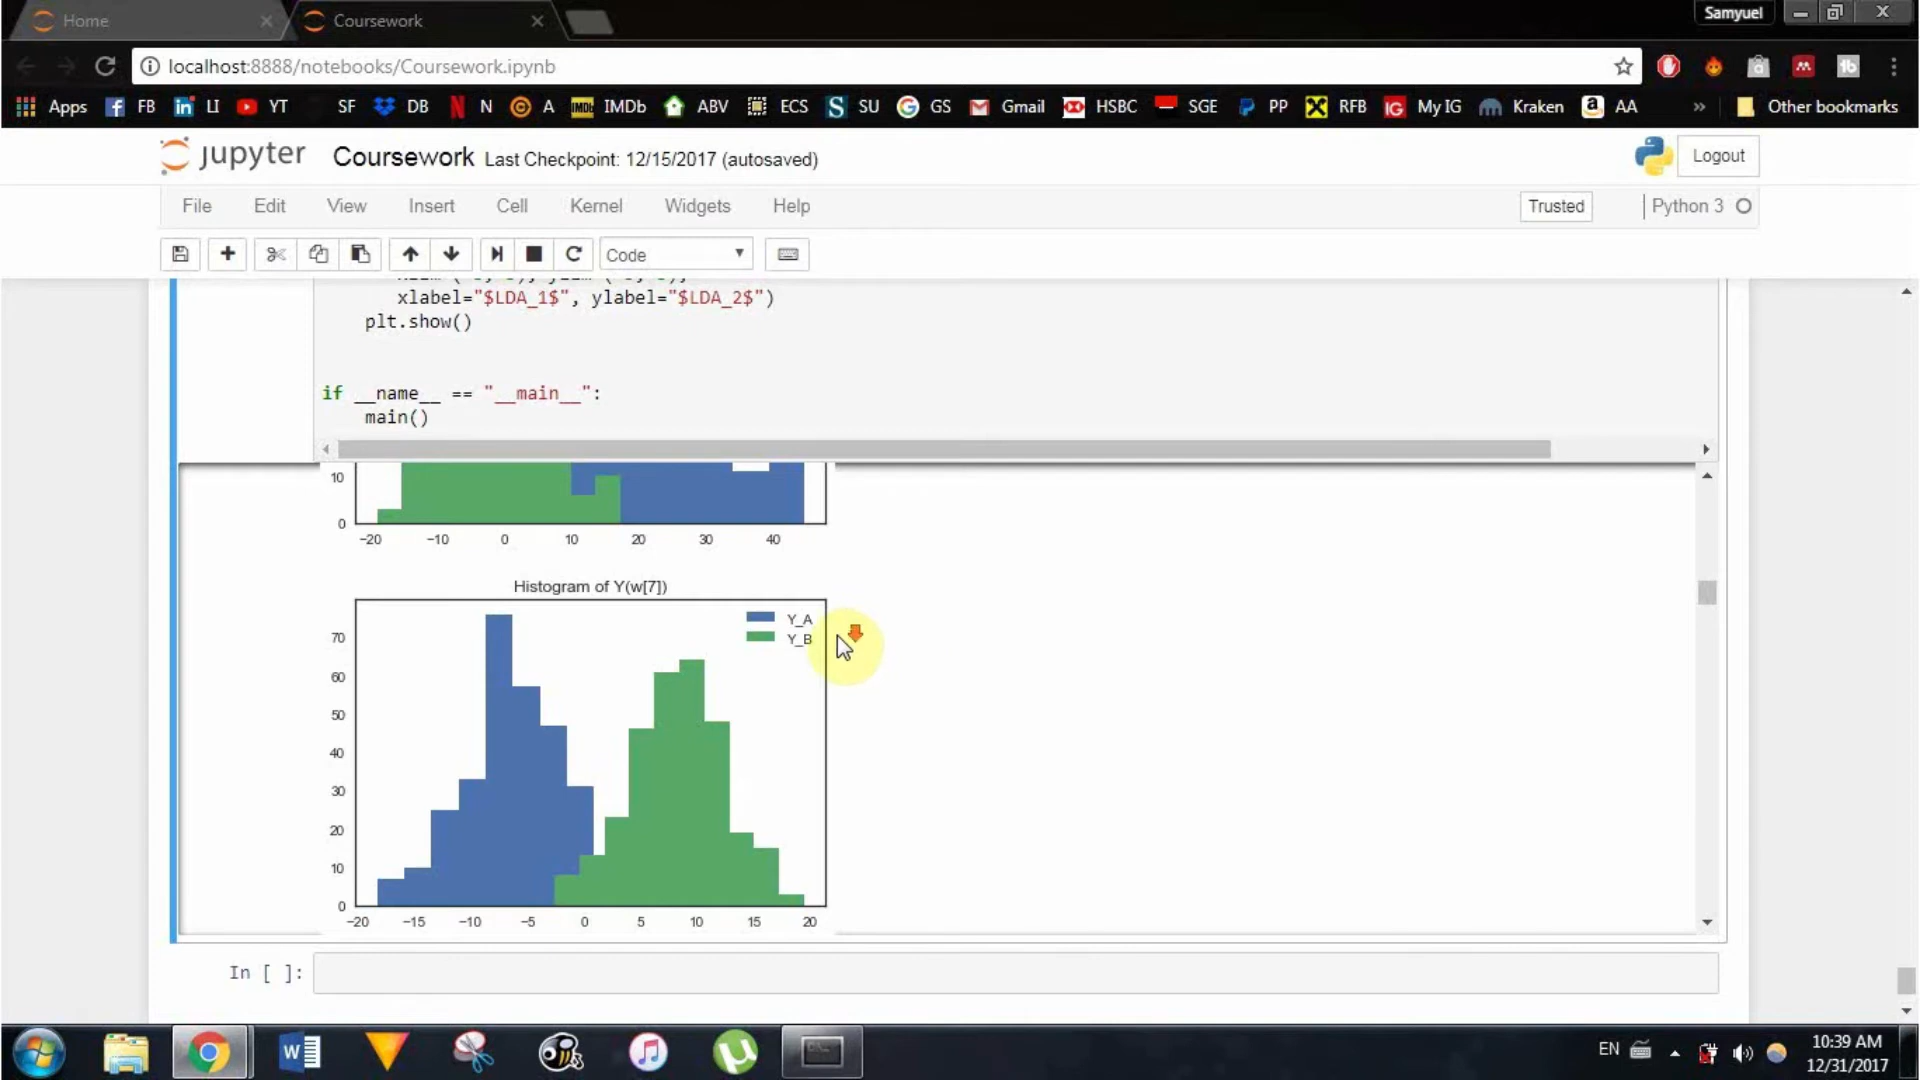 Home
Coursework
Samyuel
localhost:8888/notebooks/Coursework.ipynb
Apps FB LI YT SF DB N A IMDb ABV ECS SU GS Gmail HSBC SGE PP RFB My IG Kraken AA » Other bookmarks
jupyter Coursework Last Checkpoint: 12/15/2017 (autosaved)
Logout
File Edit View Insert Cell Kernel Widgets Help
Trusted
Python 3
Code
xlabel="$LDA_1$", ylabel="$LDA_2$")
plt.show()
if __name__ == "__main__":
main()
10
0
−20 −10 0 10 20 30 40
Histogram of Y(w[7])
Y_A
Y_B
70
60
50
40
30
20
10
0
−20 −15 −10 −5 0 5 10 15 20
In [ ]:
EN
10:39 AM
12/31/2017